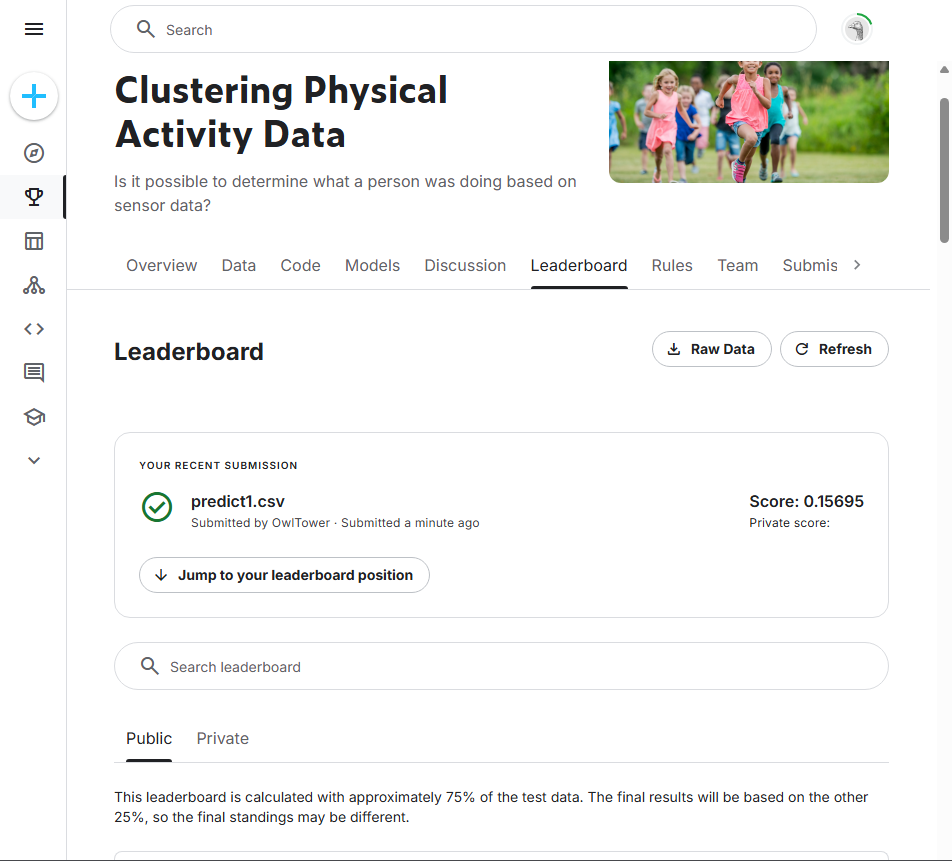 Search
Clustering Physical
Activity Data
Is it possible to determine what a person was doing based on
sensor data?
Overview Data Code Models Discussion Leaderboard Rules Team Submis
Leaderboard
Raw Data Refresh
YOUR RECENT SUBMISSION
predict1.csv
Score: 0.15695
Submitted by OwlTower · Submitted a minute ago
Private score:
Jump to your leaderboard position
Search leaderboard
Public Private
This leaderboard is calculated with approximately 75% of the test data. The final results will be based on the other
25%, so the final standings may be different.